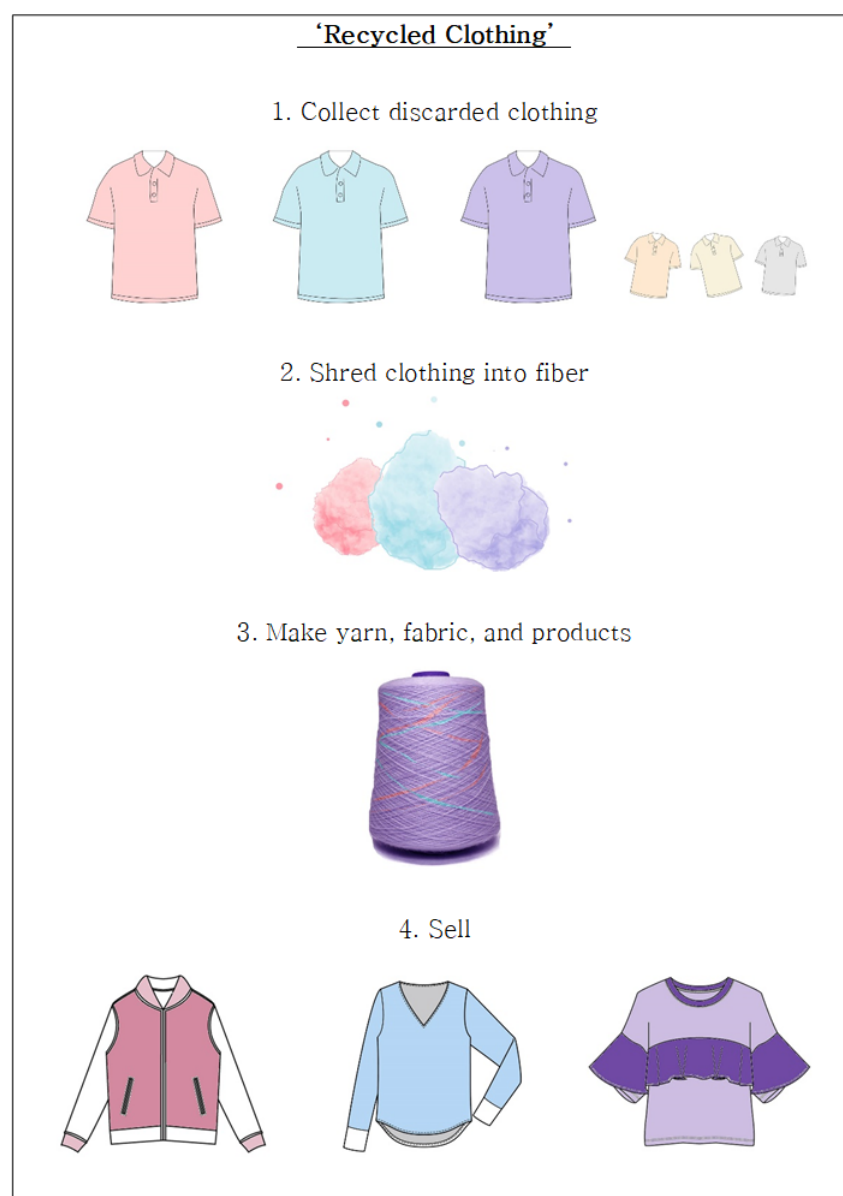 ‘Recycled Clothing’
1. Collect discarded clothing
2. Shred clothing into fiber
3. Make yarn, fabric, and products
4. Sell